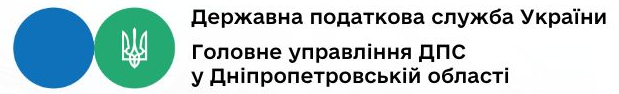 Державна податкова служба України
Головне управління ДПС
у Дніпропетровській області